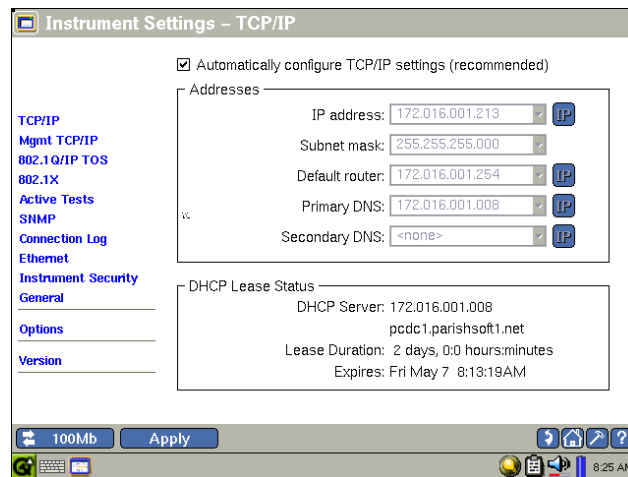 Instrument Settings – TCP/IP
Automatically configure TCP/IP settings (recommended)
Addresses
IP address: 172.016.001.213 IP
Subnet mask: 255.255.255.000
Default router: 172.016.001.254 IP
Primary DNS: 172.016.001.008 IP
Secondary DNS: <none> IP
TCP/IP
Mgmt TCP/IP
802.1Q/IP TOS
802.1X
Active Tests
SNMP
Connection Log
Ethernet
Instrument Security
General
Options
Version
DHCP Lease Status
DHCP Server: 172.016.001.008
pcdc1.parishsoft1.net
Lease Duration: 2 days, 0:0 hours:minutes
Expires: Fri May 7 8:13:19AM
100Mb Apply ?
8:25 AM